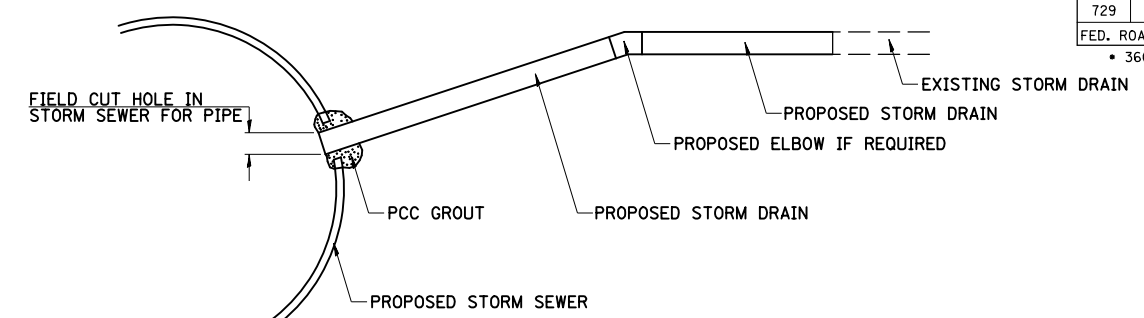 729
FED. ROA
• 36
EXISTING STORM DRAIN
FIELD CUT HOLE IN
STORM SEWER FOR PIPE
PROPOSED STORM DRAIN
PROPOSED ELBOW IF REQUIRED
PCC GROUT
PROPOSED STORM DRAIN
PROPOSED STORM SEWER